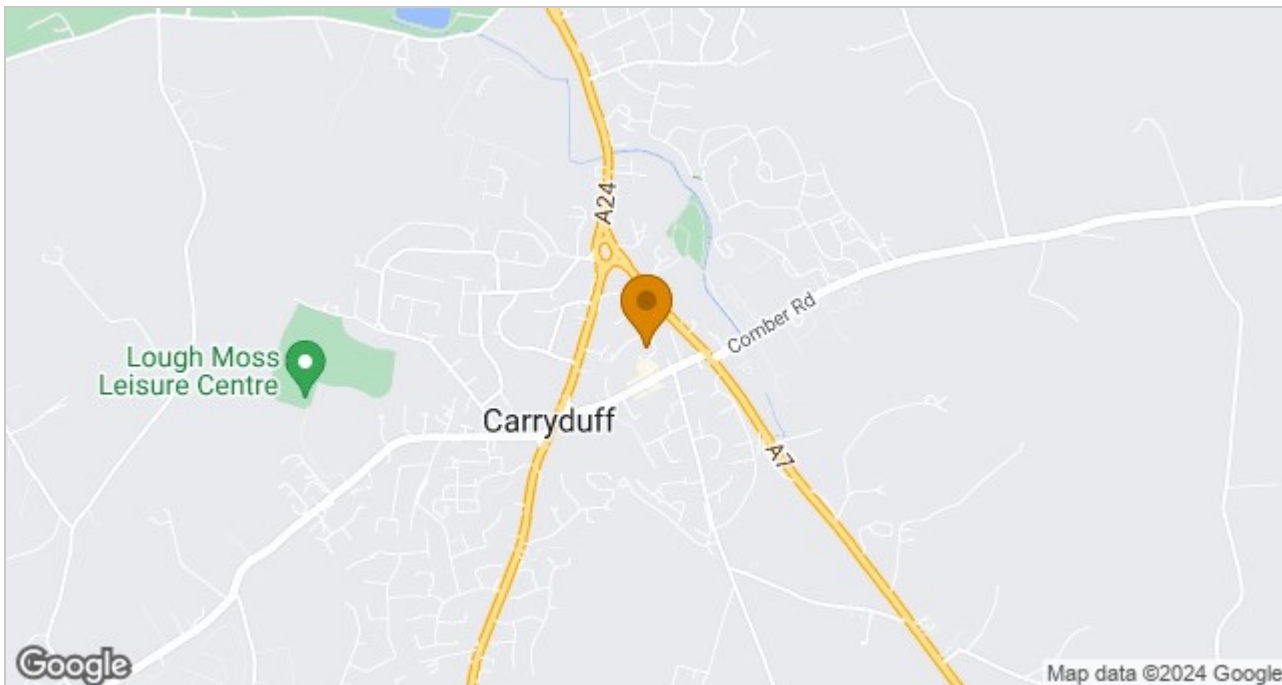 A24
Comber Rd
Lough Moss
Leisure Centre
Carryduff
A7
Google
Map data ©2024 Google